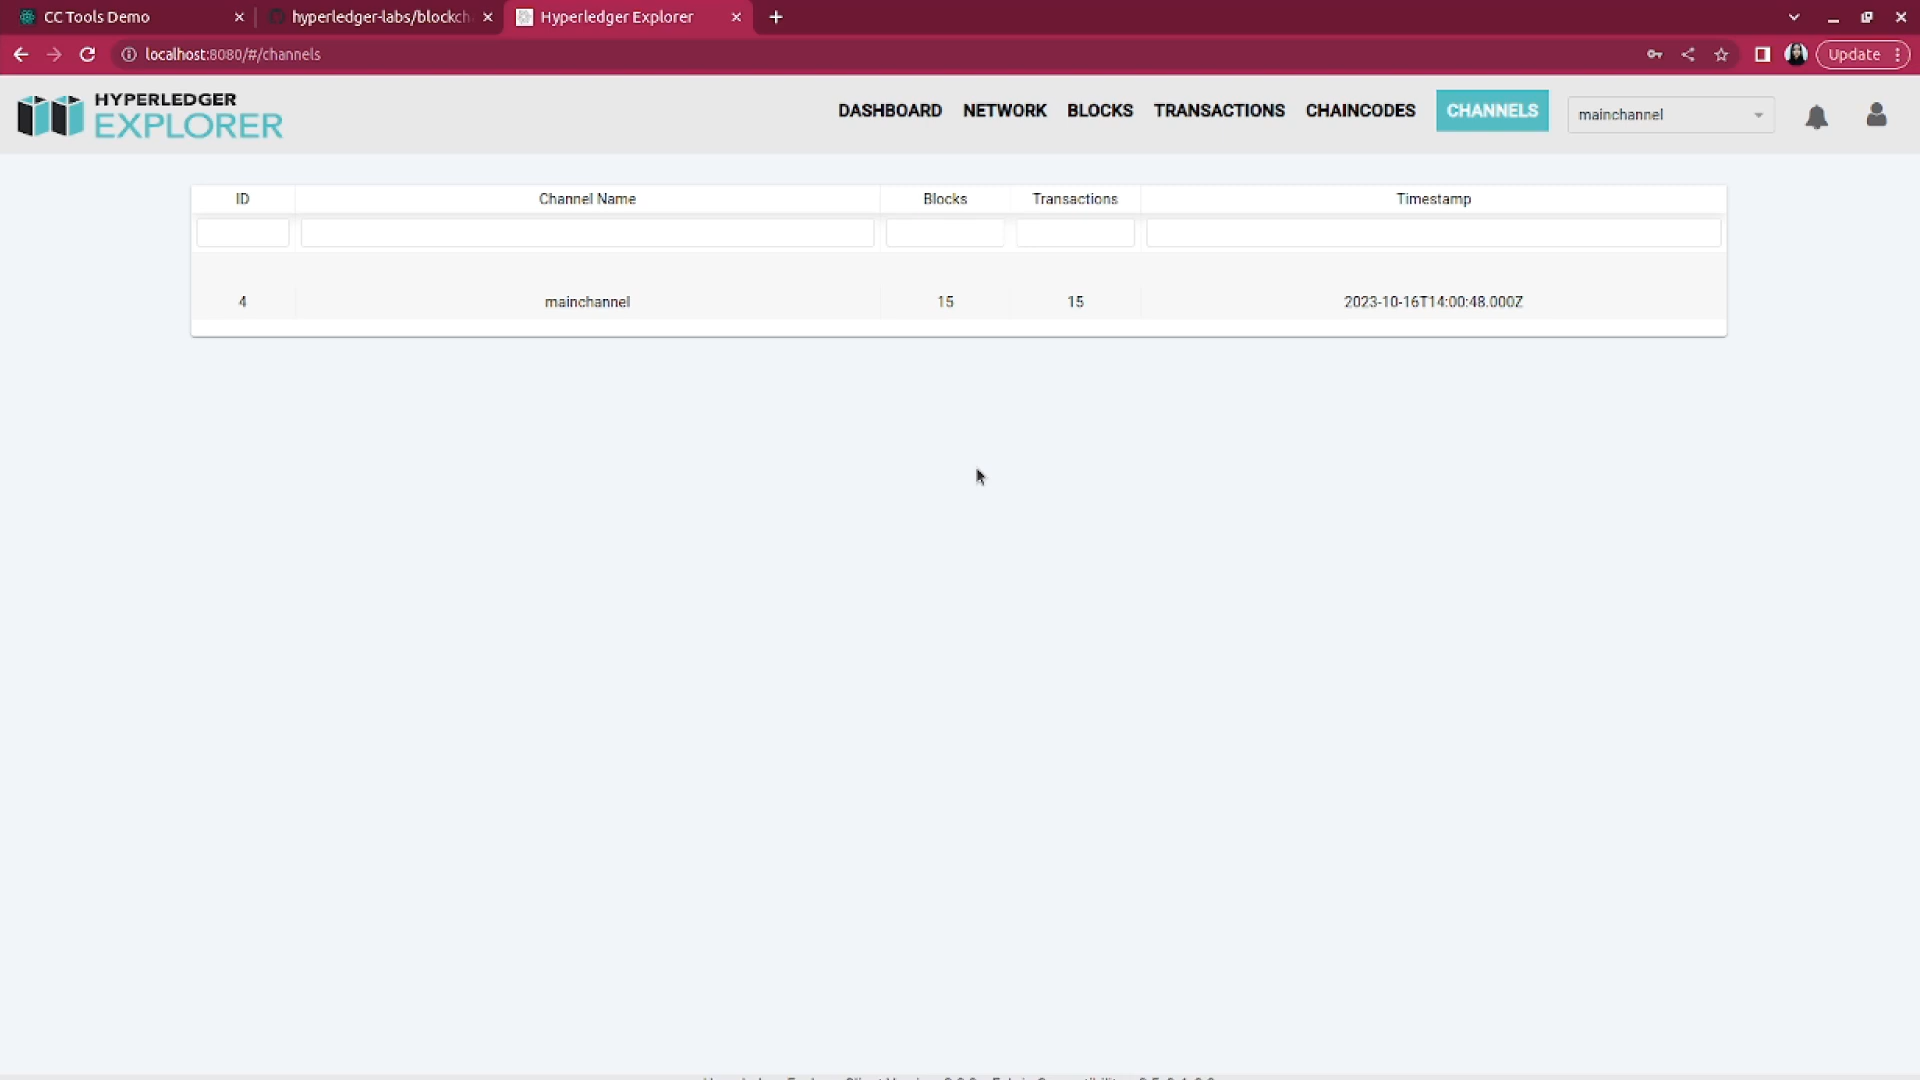 CC Tools Demo
hyperledger-labs/blockch
Hyperledger Explorer
localhost:8080/#/channels
Update
HYPERLEDGER
EXPLORER
DASHBOARD NETWORK BLOCKS TRANSACTIONS CHAINCODES CHANNELS
mainchannel
ID Channel Name Blocks Transactions Timestamp
4 mainchannel 15 15 2023-10-16T14:00:48.000Z